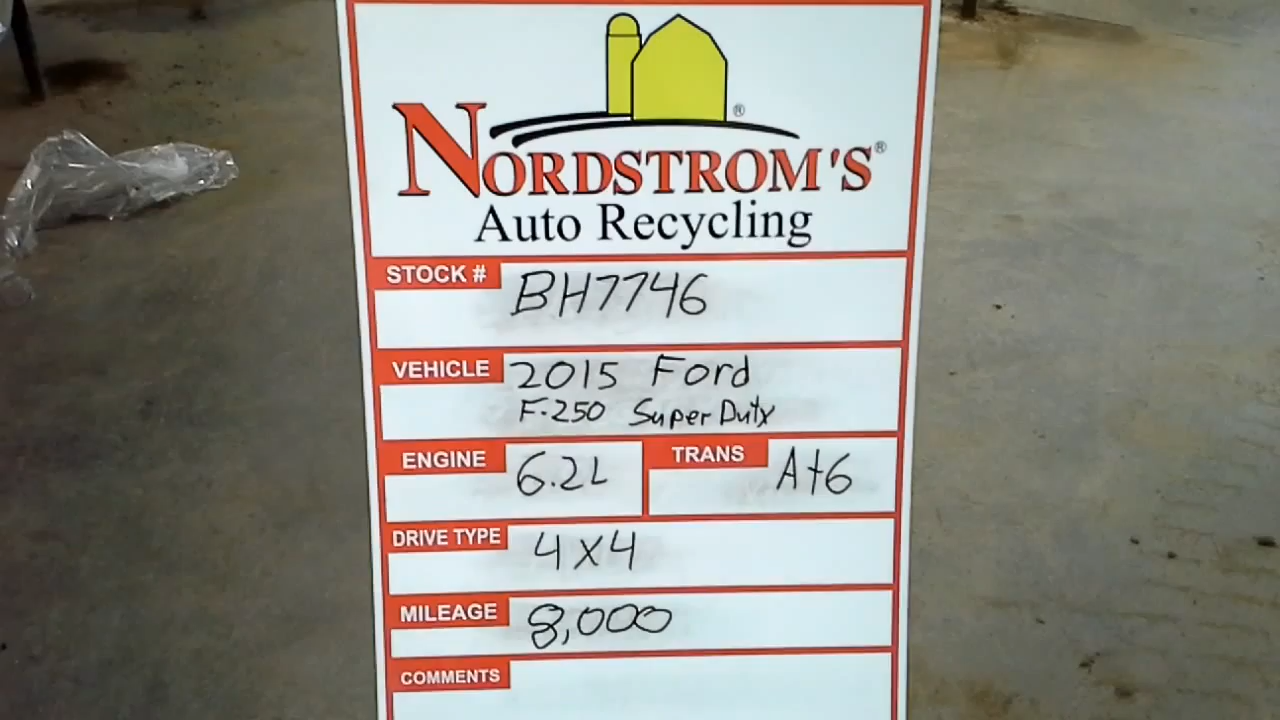 NORDSTROM'S®
®
Auto Recycling
STOCK # BH7746
VEHICLE 2015 Ford
F-250 Super Duty
ENGINE 6.2L TRANS At6
DRIVE TYPE 4x4
MILEAGE 8,000
COMMENTS